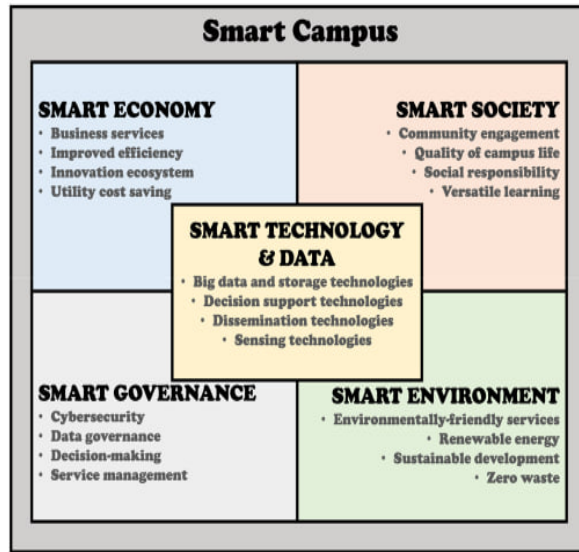 Smart Campus
SMART ECONOMY
• Business services
• Improved efficiency
• Innovation ecosystem
• Utility cost saving
SMART SOCIETY
• Community engagement
• Quality of campus life
• Social responsibility
• Versatile learning
SMART TECHNOLOGY
& DATA
• Big data and storage technologies
• Decision support technologies
• Dissemination technologies
• Sensing technologies
SMART GOVERNANCE
• Cybersecurity
• Data governance
• Decision-making
• Service management
SMART ENVIRONMENT
• Environmentally-friendly services
• Renewable energy
• Sustainable development
• Zero waste